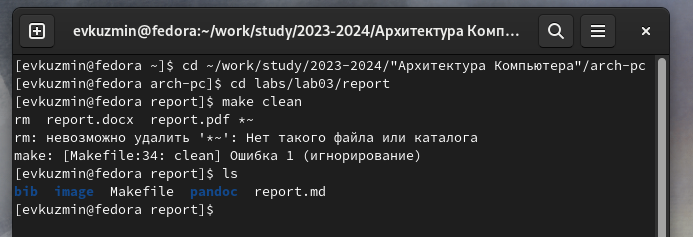 evkuzmin@fedora:~/work/study/2023-2024/Архитектура Комп...
[evkuzmin@fedora ~]$ cd ~/work/study/2023-2024/"Архитектура Компьютера"/arch-pc
[evkuzmin@fedora arch-pc]$ cd labs/lab03/report
[evkuzmin@fedora report]$ make clean
rm  report.docx  report.pdf *~
rm: невозможно удалить '*~': Нет такого файла или каталога
make: [Makefile:34: clean] Ошибка 1 (игнорирование)
[evkuzmin@fedora report]$ ls
bib  image  Makefile  pandoc  report.md
[evkuzmin@fedora report]$